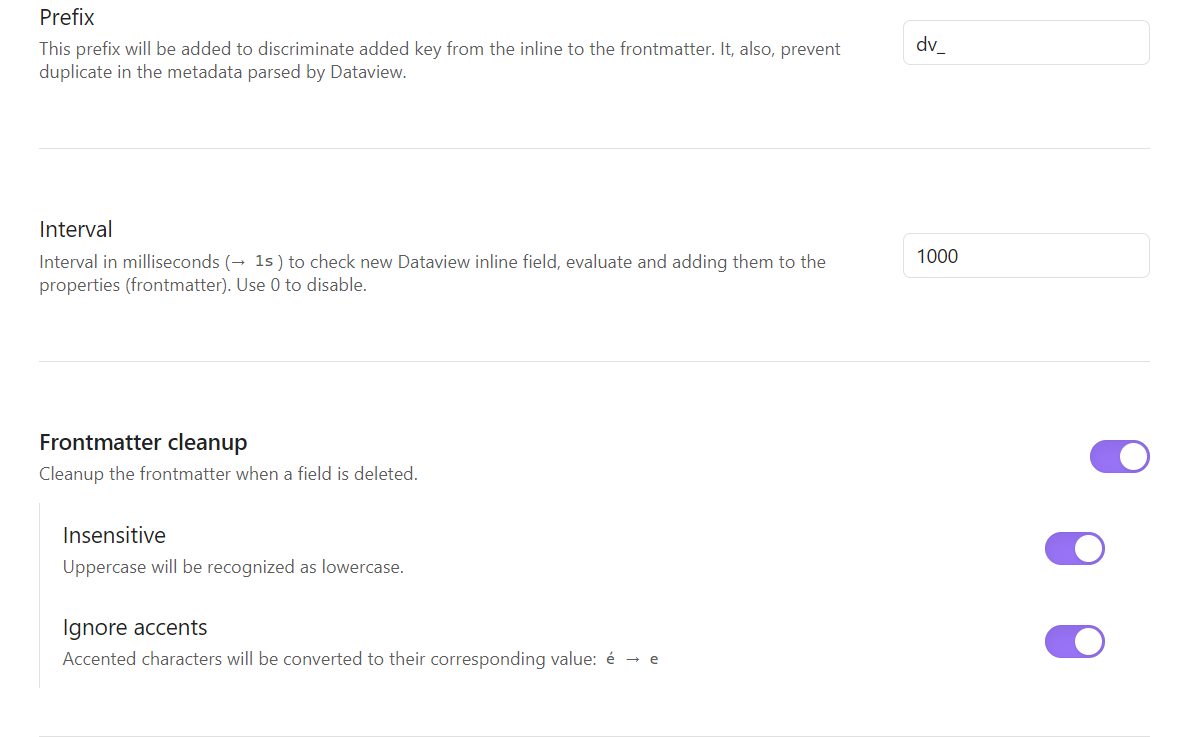 Prefix
This prefix will be added to discriminate added key from the inline to the frontmatter. It, also, prevent
duplicate in the metadata parsed by Dataview.
dv_
Interval
Interval in milliseconds (→ 1s) to check new Dataview inline field, evaluate and adding them to the
properties (frontmatter). Use 0 to disable.
1000
Frontmatter cleanup
Cleanup the frontmatter when a field is deleted.
Insensitive
Uppercase will be recognized as lowercase.
Ignore accents
Accented characters will be converted to their corresponding value: é → e